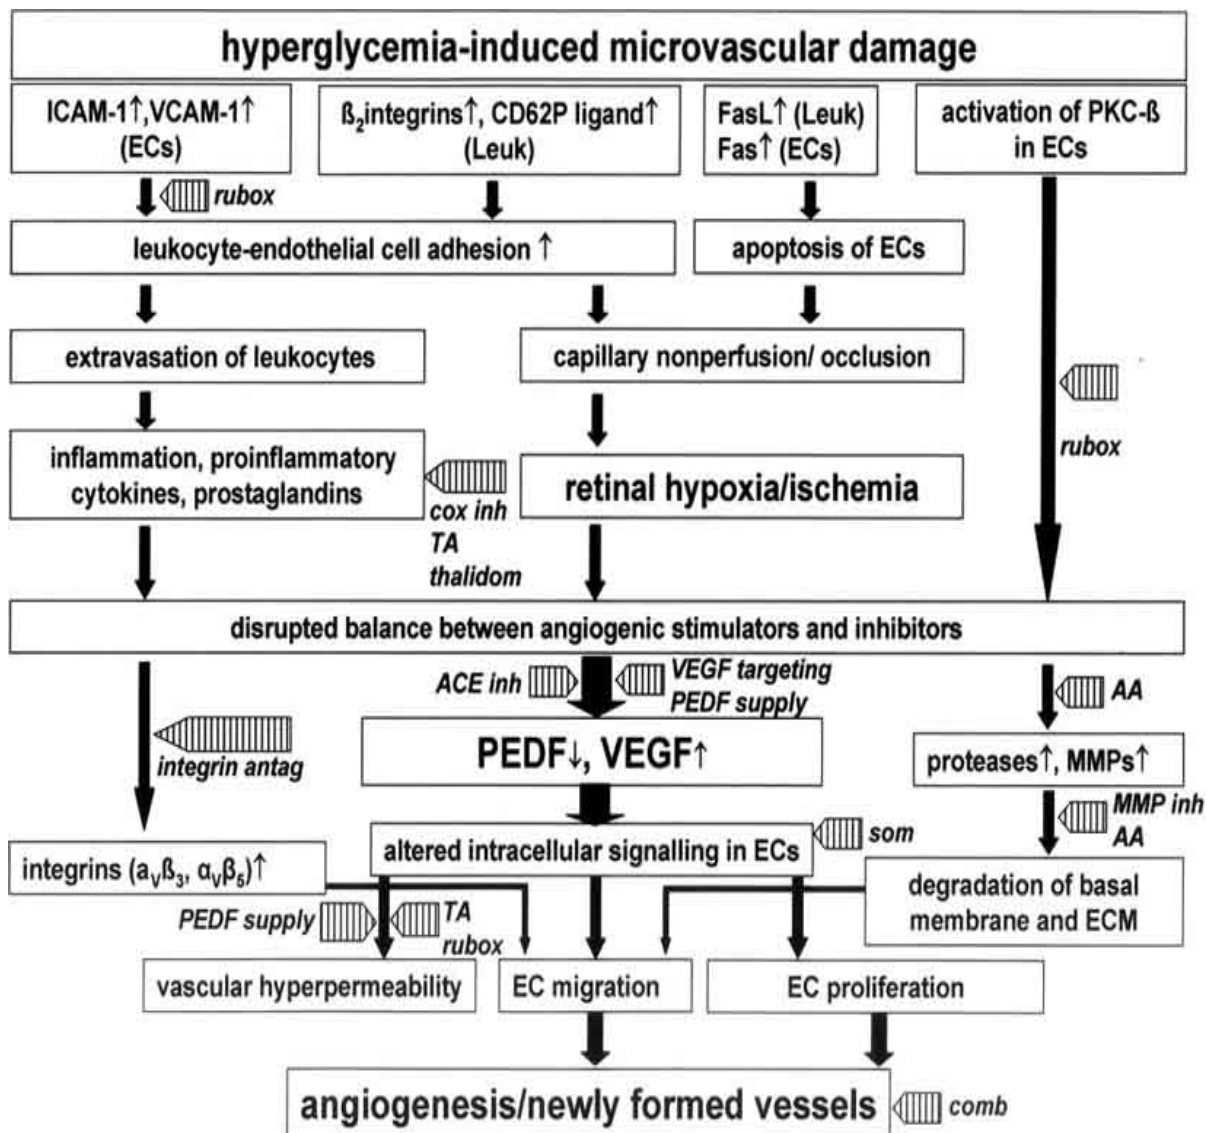 hyperglycemia-induced microvascular damage
ICAM-1↑,VCAM-1↑
(ECs)
ß₂integrins↑, CD62P ligand↑
(Leuk)
FasL↑ (Leuk)
Fas↑ (ECs)
activation of PKC-ß
in ECs
rubox
leukocyte-endothelial cell adhesion ↑
apoptosis of ECs
extravasation of leukocytes
capillary nonperfusion/ occlusion
rubox
inflammation, proinflammatory
cytokines, prostaglandins
cox inh
TA
thalidom
retinal hypoxia/ischemia
disrupted balance between angiogenic stimulators and inhibitors
ACE inh
VEGF targeting
PEDF supply
AA
integrin antag
PEDF↓, VEGF↑
proteases↑, MMPs↑
MMP inh
AA
altered intracellular signalling in ECs
som
integrins (aᵥß₃, αᵥβ₅)↑
degradation of basal
membrane and ECM
PEDF supply
TA
rubox
vascular hyperpermeability
EC migration
EC proliferation
angiogenesis/newly formed vessels
comb